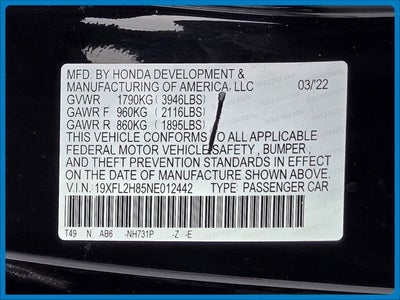 MFD. BY HONDA DEVELOPMENT &
MANUFACTURING OF AMERICA, LLC 03/'22
GVWR 1790KG (3946LBS)
GAWR F 960KG (2116LBS)
GAWR R 860KG (1895LBS)
THIS VEHICLE CONFORMS TO ALL APPLICABLE
FEDERAL MOTOR VEHICLE SAFETY, BUMPER,
AND THEFT PREVENTION STANDARDS IN EFFECT
ON THE DATE OF MANUFACTURE SHOWN ABOVE.
V.I.N. 19XFL2H85NE012442 TYPE: PASSENGER CAR
T49 N AB6 -NH731P -Z -E